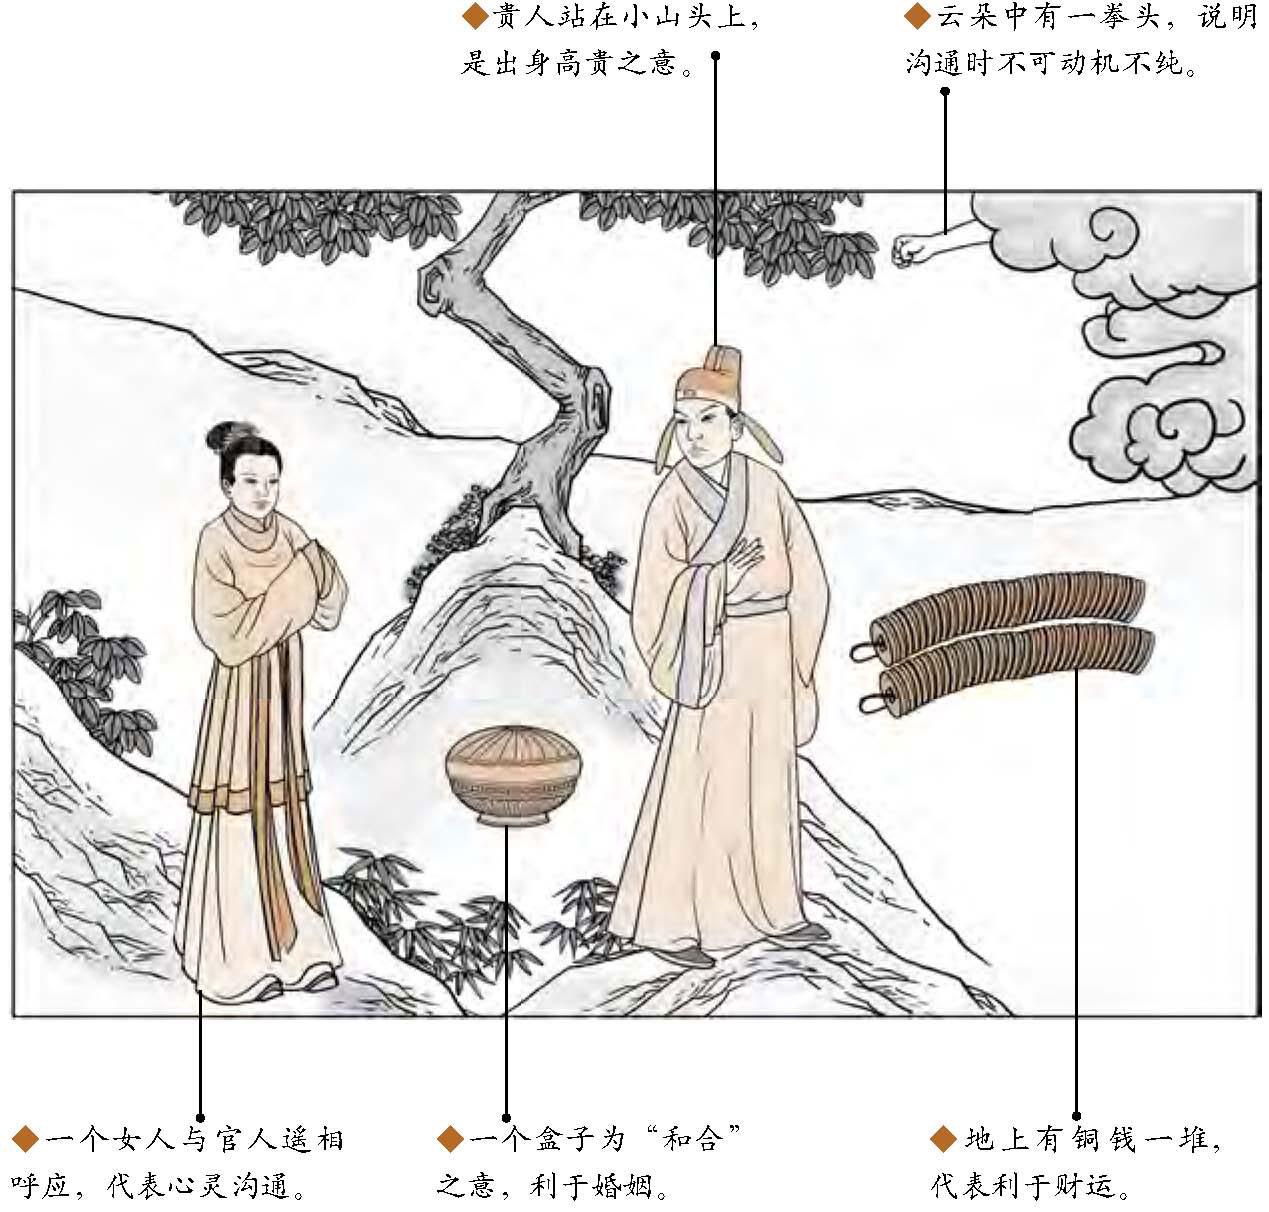 ◆贵人站在小山头上，
是出身高贵之意。
◆云朵中有一拳头，说明
沟通时不可动机不纯。
◆一个女人与官人遥相
呼应，代表心灵沟通。
◆一个盒子为“和合”
之意，利于婚姻。
◆地上有铜钱一堆，
代表利于财运。